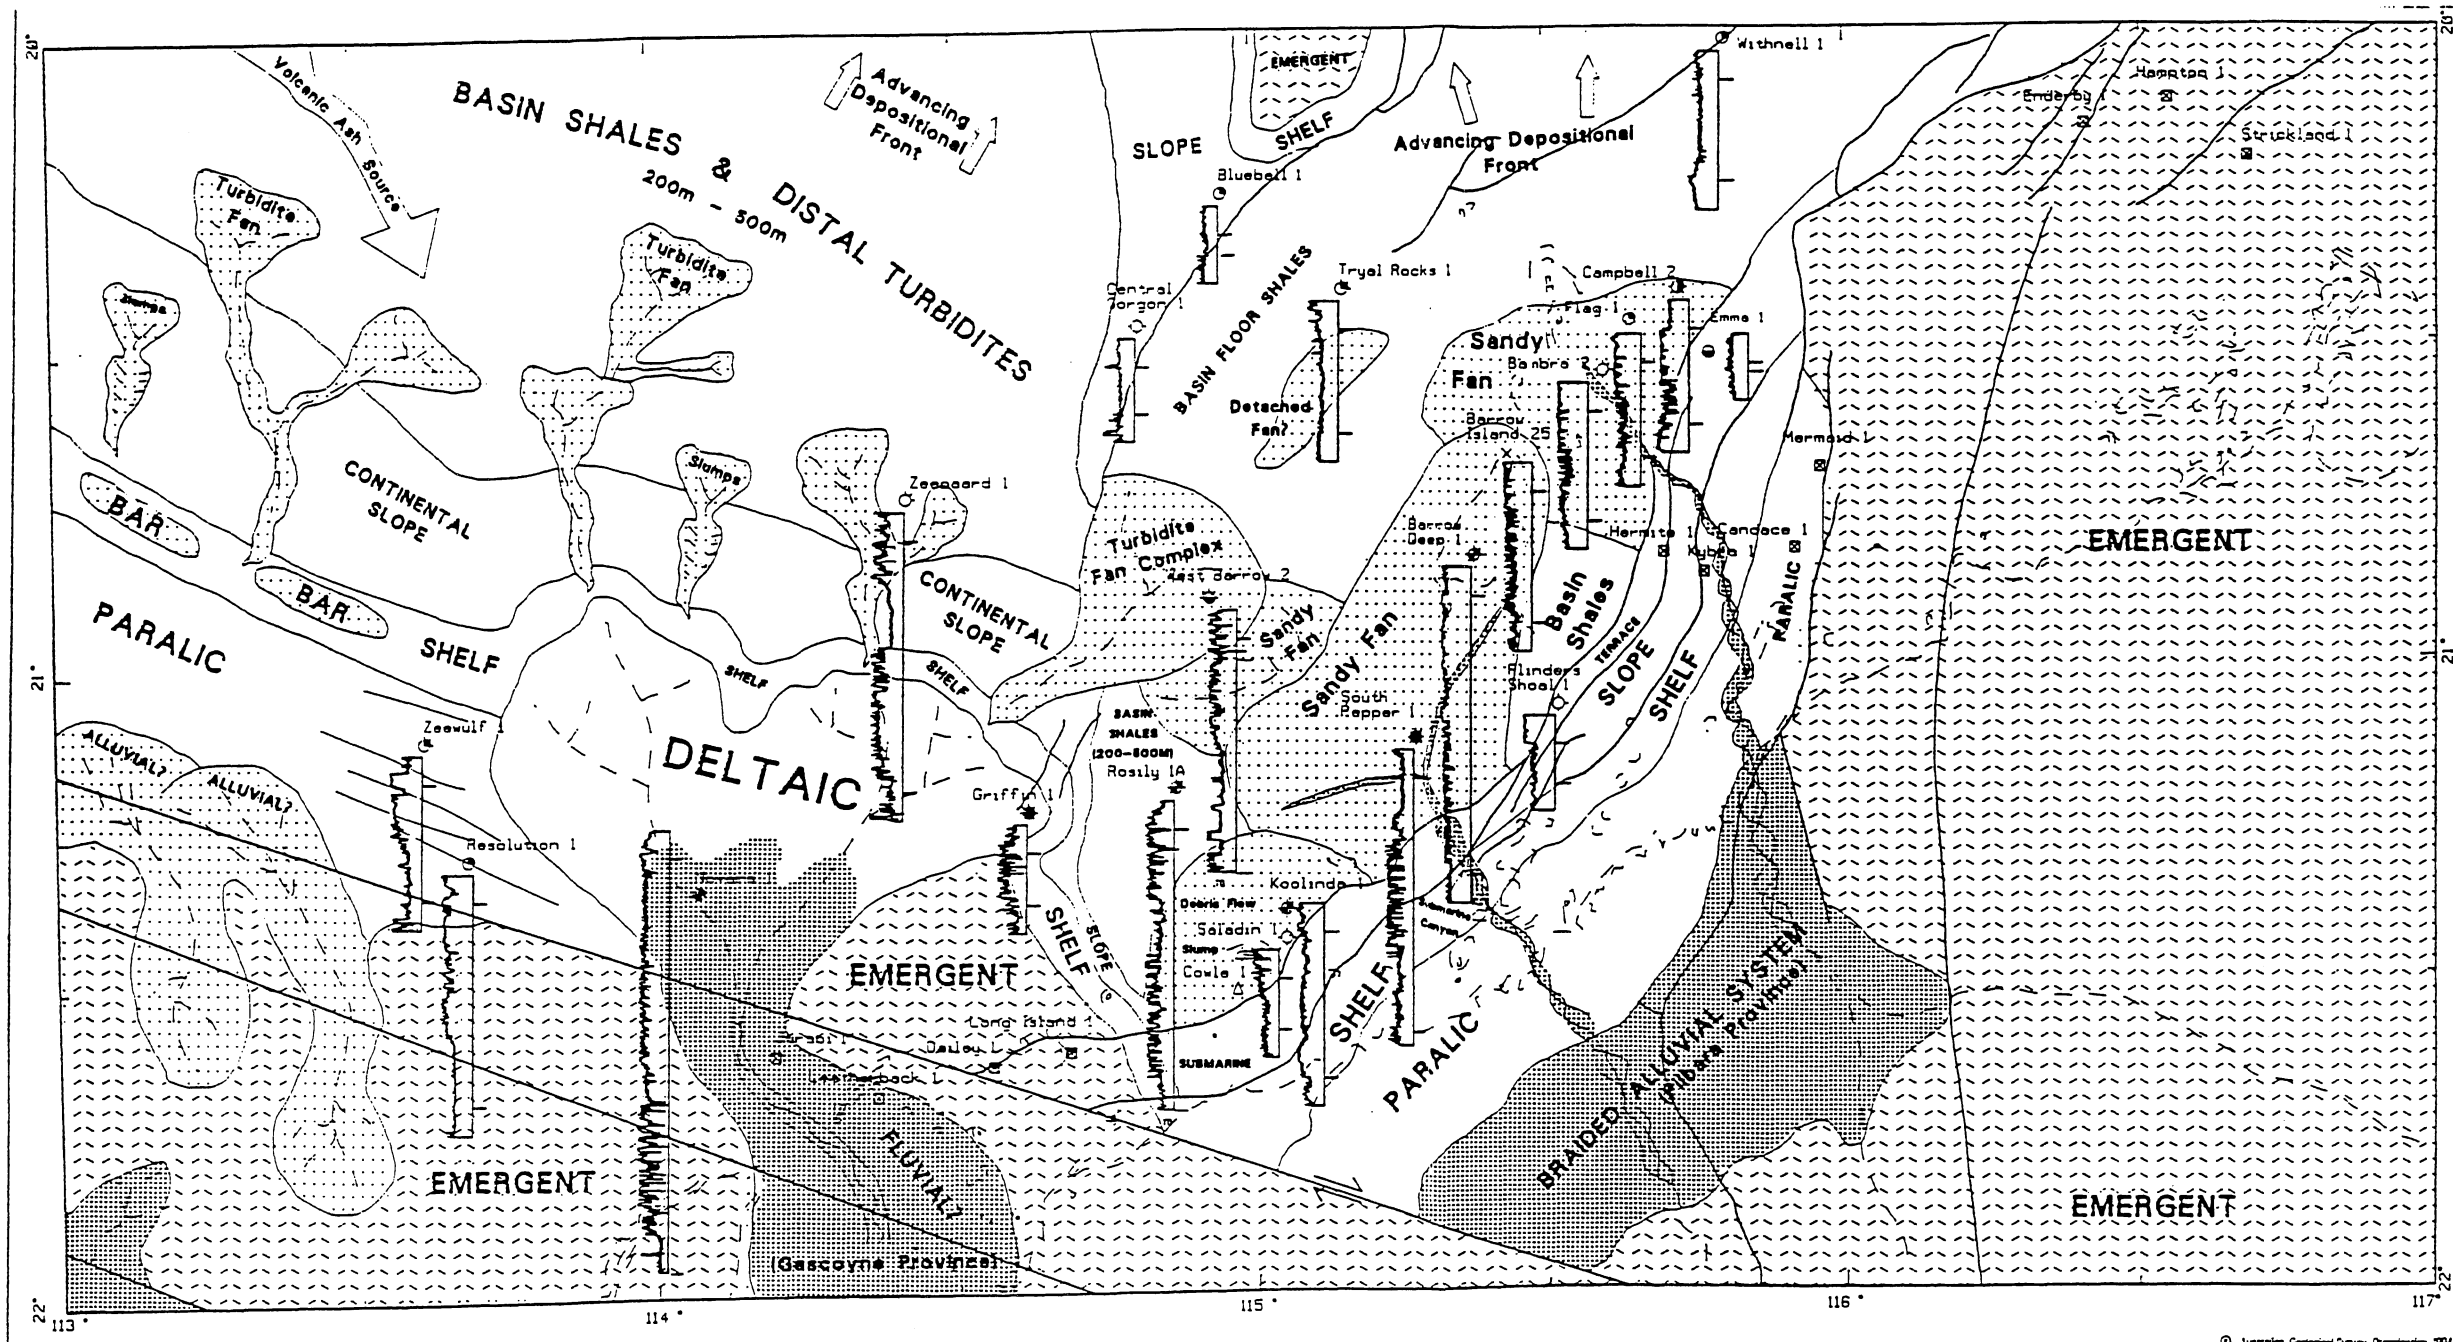 20°
20°
Volcanic Ash Source
BASIN SHALES & DISTAL TURBIDITES
200m - 500m
Advancing
Depositional
Front
EMERGENT
SLOPE
SHELF
Advancing Depositional
Front
Withnell 1
Hampton 1
Enderby 1
Strickland 1
Turbidite
Fan
Turbidite
Fan
Slumps
Bluebell 1
Central
Gorgon 1
BASIN FLOOR SHALES
Tryal Rocks 1
Detached
Fan?
Campbell 2
Flag 1
Emma 1
Sandy
Fan
Bambra 2
Barrow
Island 25
Mermaid 1
BAR
BAR
CONTINENTAL
SLOPE
Slumps
Zeepaard 1
Turbidite
Fan Complex
West Barrow 2
Barrow
Deep 1
Hermite 1
Candace 1
Kybra 1
EMERGENT
PARALIC
SHELF
SHELF
CONTINENTAL
SLOPE
SHELF
Sandy
Fan
Sandy Fan
Basin
Shales
TERRACE
SLOPE
SHELF
PARALIC
21°
21°
Flinders
Shoal 1
South
Pepper 1
Zeewulf 1
ALLUVIAL?
ALLUVIAL?
DELTAIC
BASIN
SHALES
(200-500M)
Rosily 1A
Griffin 1
Resolution 1
Koolinda 1
Debris Flow
Submarine
Canyon
Saladin 1
Slump
Cowle 1
EMERGENT
SHELF
SLOPE
SHELF
PARALIC
Long Island 1
SUBMARINE
BRAIDED ALLUVIAL SYSTEM
(Pilbara Province)
Leatherback 1
FLUVIAL?
(Gascoyne Province)
EMERGENT
EMERGENT
22°
22°
113°
114°
115°
116°
117°